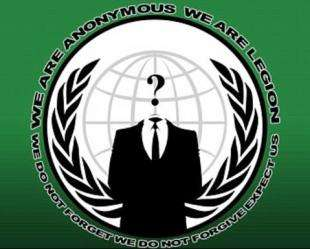 WE ARE ANONYMOUS WE ARE LEGION
WE DO NOT FORGET WE DO NOT FORGIVE EXPECT US
?